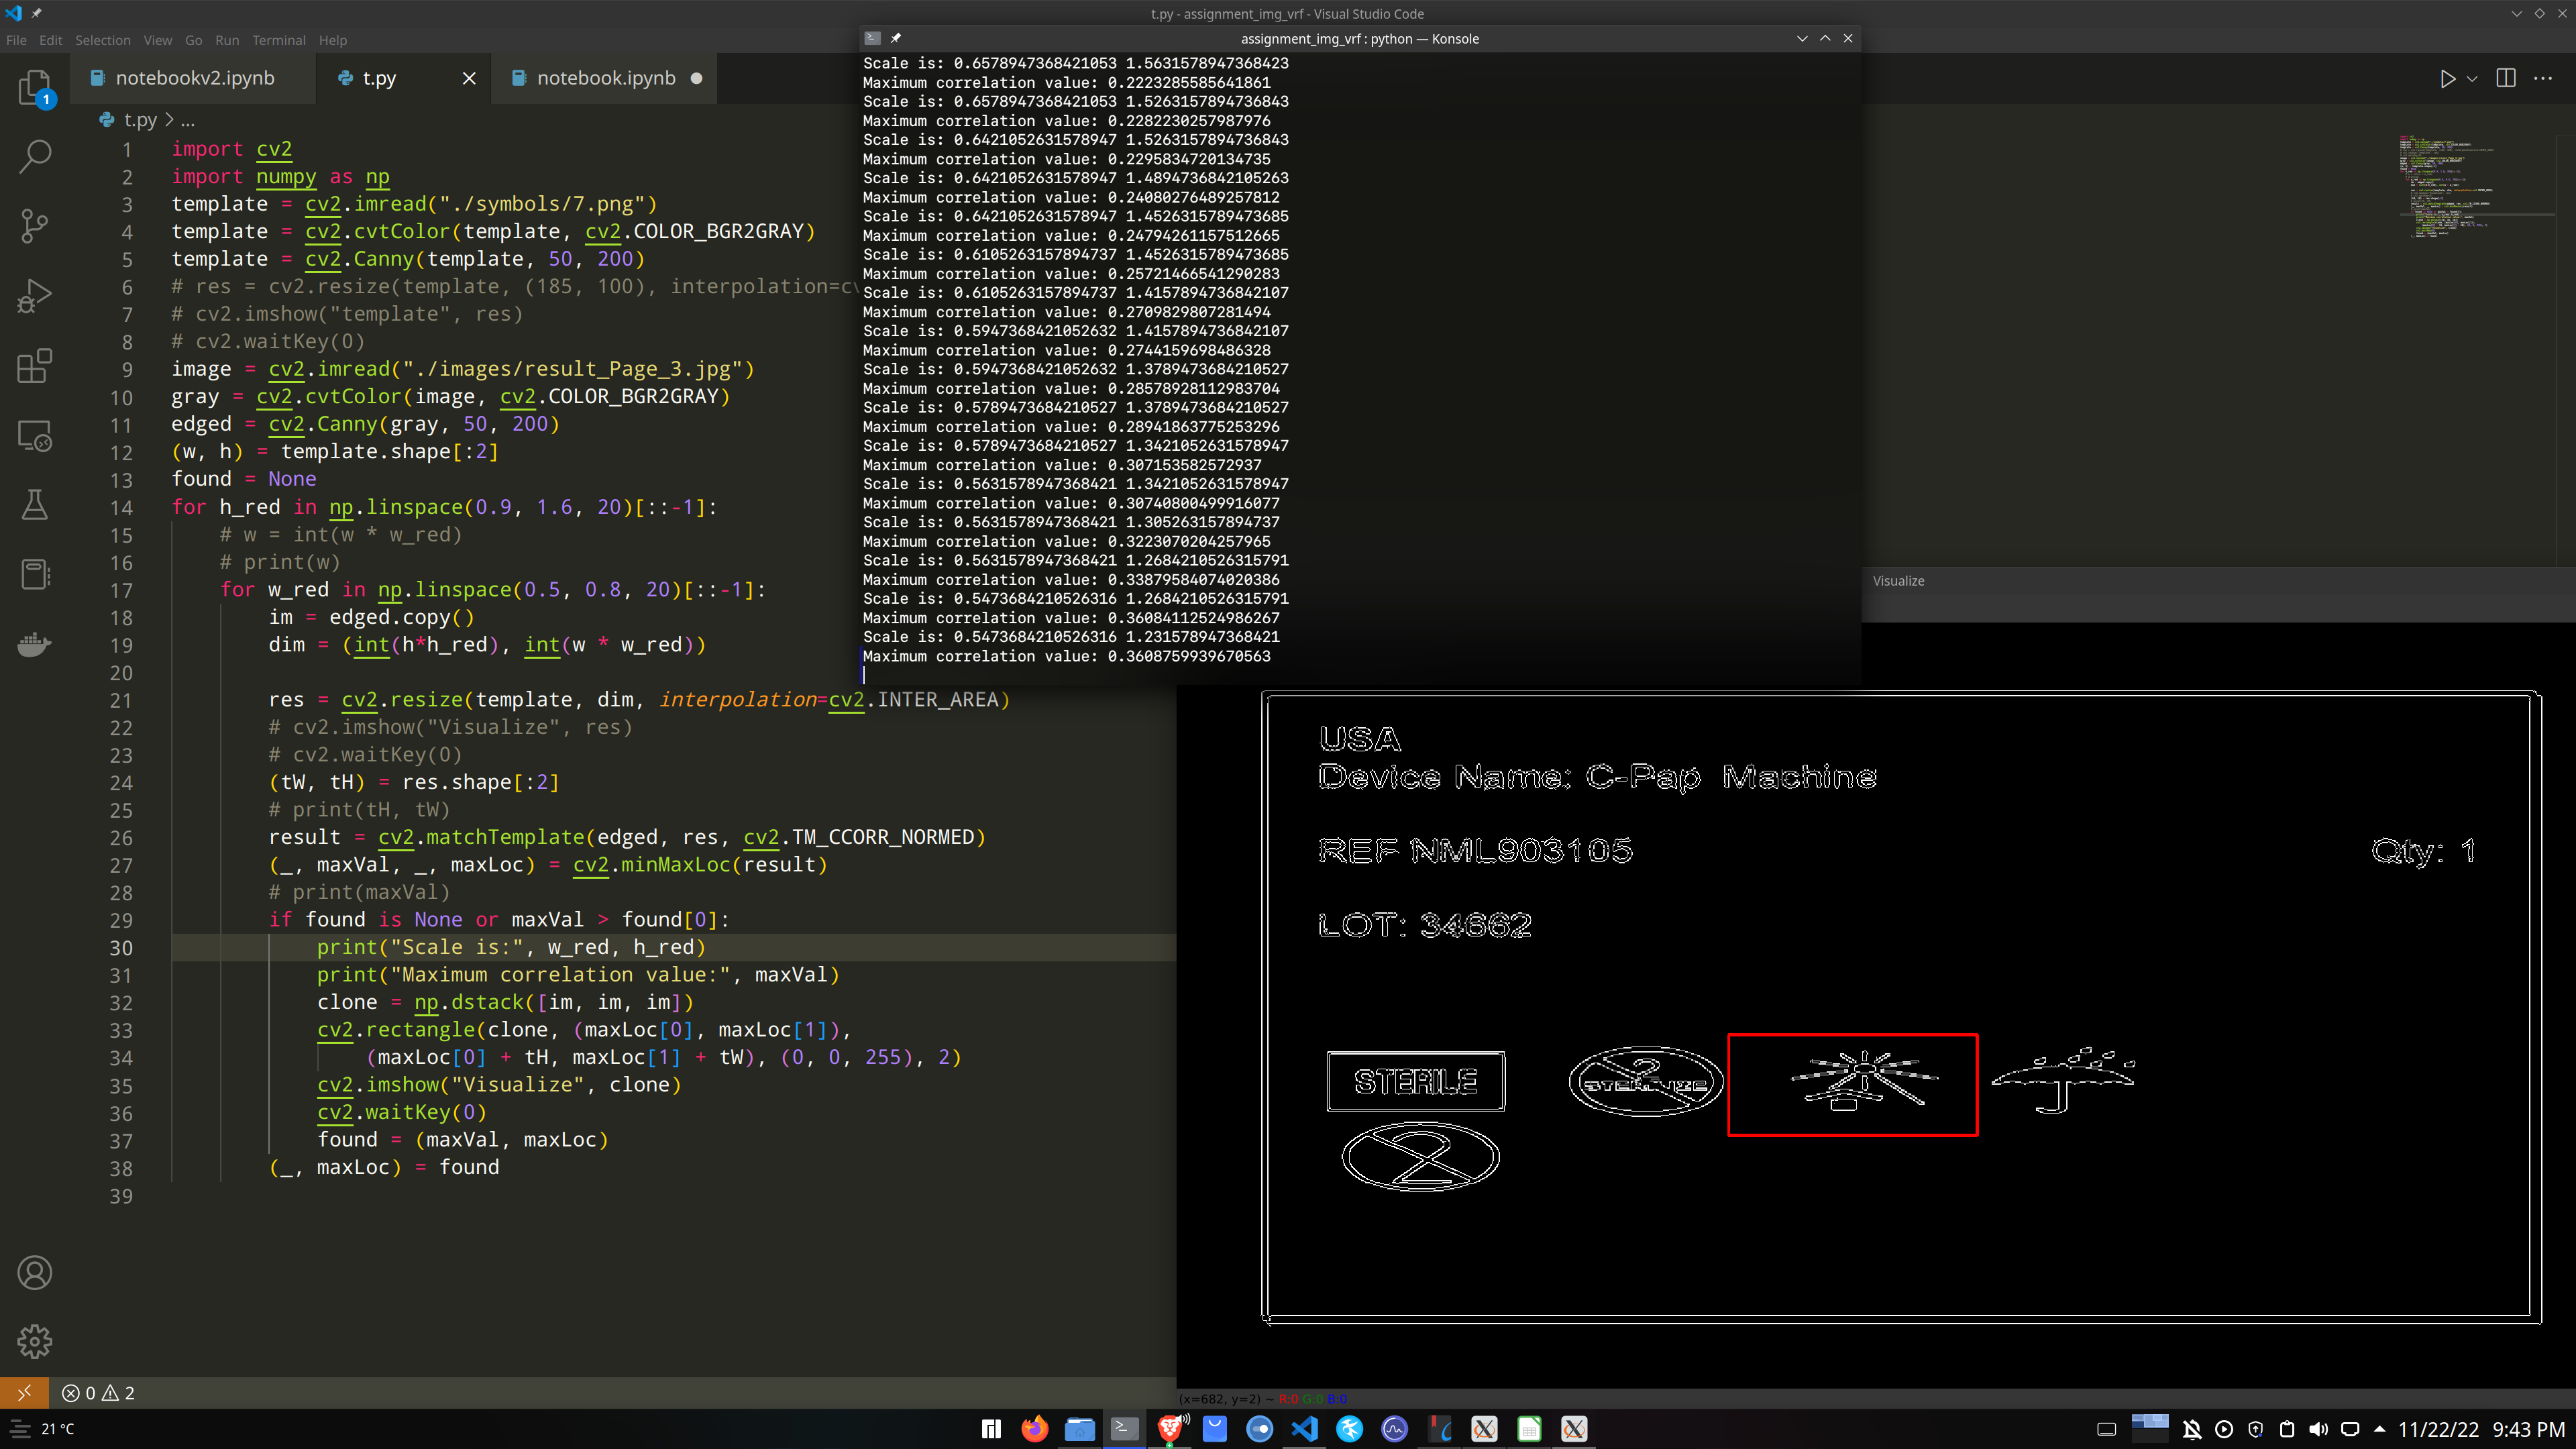 t.py - assignment_img_vrf - Visual Studio Code
File Edit Selection View Go Run Terminal Help
notebookv2.ipynb
t.py
notebook.ipynb
t.py > ...
1 import cv2
2 import numpy as np
3 template = cv2.imread("./symbols/7.png")
4 template = cv2.cvtColor(template, cv2.COLOR_BGR2GRAY)
5 template = cv2.Canny(template, 50, 200)
6 # res = cv2.resize(template, (185, 100), interpolation=cv
7 # cv2.imshow("template", res)
8 # cv2.waitKey(0)
9 image = cv2.imread("./images/result_Page_3.jpg")
10 gray = cv2.cvtColor(image, cv2.COLOR_BGR2GRAY)
11 edged = cv2.Canny(gray, 50, 200)
12 (w, h) = template.shape[:2]
13 found = None
14 for h_red in np.linspace(0.9, 1.6, 20)[::-1]:
15 # w = int(w * w_red)
16 # print(w)
17 for w_red in np.linspace(0.5, 0.8, 20)[::-1]:
18 im = edged.copy()
19 dim = (int(h*h_red), int(w * w_red))
20
21 res = cv2.resize(template, dim, interpolation=cv2.INTER_AREA)
22 # cv2.imshow("Visualize", res)
23 # cv2.waitKey(0)
24 (tW, tH) = res.shape[:2]
25 # print(tH, tW)
26 result = cv2.matchTemplate(edged, res, cv2.TM_CCORR_NORMED)
27 (_, maxVal, _, maxLoc) = cv2.minMaxLoc(result)
28 # print(maxVal)
29 if found is None or maxVal > found[0]:
30 print("Scale is:", w_red, h_red)
31 print("Maximum correlation value:", maxVal)
32 clone = np.dstack([im, im, im])
33 cv2.rectangle(clone, (maxLoc[0], maxLoc[1]),
34 (maxLoc[0] + tH, maxLoc[1] + tW), (0, 0, 255), 2)
35 cv2.imshow("Visualize", clone)
36 cv2.waitKey(0)
37 found = (maxVal, maxLoc)
38 (_, maxLoc) = found
39
assignment_img_vrf : python — Konsole
Scale is: 0.6578947368421053 1.5631578947368423
Maximum correlation value: 0.2223285585641861
Scale is: 0.6578947368421053 1.5263157894736843
Maximum correlation value: 0.2282230257987976
Scale is: 0.6421052631578947 1.5263157894736843
Maximum correlation value: 0.2295834720134735
Scale is: 0.6421052631578947 1.4894736842105263
Maximum correlation value: 0.24080276489257812
Scale is: 0.6421052631578947 1.4526315789473685
Maximum correlation value: 0.24794261157512665
Scale is: 0.6105263157894737 1.4526315789473685
Maximum correlation value: 0.25721466541290283
Scale is: 0.6105263157894737 1.4157894736842107
Maximum correlation value: 0.2709829807281494
Scale is: 0.5947368421052632 1.4157894736842107
Maximum correlation value: 0.2744159698486328
Scale is: 0.5947368421052632 1.3789473684210527
Maximum correlation value: 0.28578928112983704
Scale is: 0.5789473684210527 1.3789473684210527
Maximum correlation value: 0.28941863775253296
Scale is: 0.5789473684210527 1.3421052631578947
Maximum correlation value: 0.307153582572937
Scale is: 0.5631578947368421 1.3421052631578947
Maximum correlation value: 0.30740800499916077
Scale is: 0.5631578947368421 1.305263157894737
Maximum correlation value: 0.3223070204257965
Scale is: 0.5631578947368421 1.2684210526315791
Maximum correlation value: 0.33879584074020386
Scale is: 0.5473684210526316 1.2684210526315791
Maximum correlation value: 0.36084112524986267
Scale is: 0.5473684210526316 1.231578947368421
Maximum correlation value: 0.3608759939670563
Visualize
USA
Device Name: C-Pap Machine
REF NML903105
Qty: 1
LOT: 34662
STERILE
2
STERILIZE
2
(x=682, y=2) ~ R:0 G:0 B:0
1
0 2
21 °C
11/22/22 9:43 PM